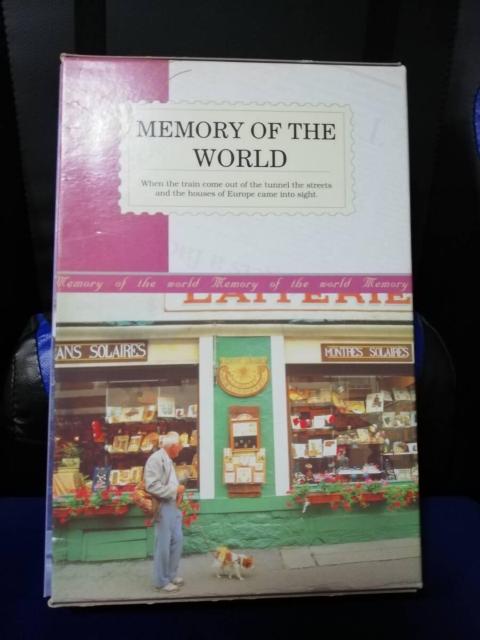 MEMORY OF THE
WORLD
When the train come out of the tunnel the streets
and the houses of Europe came into sight.
Memory of the world Memory of the world Memory
LAITERIE
ANS SOLAIRES
MONTRES SOLAIRES